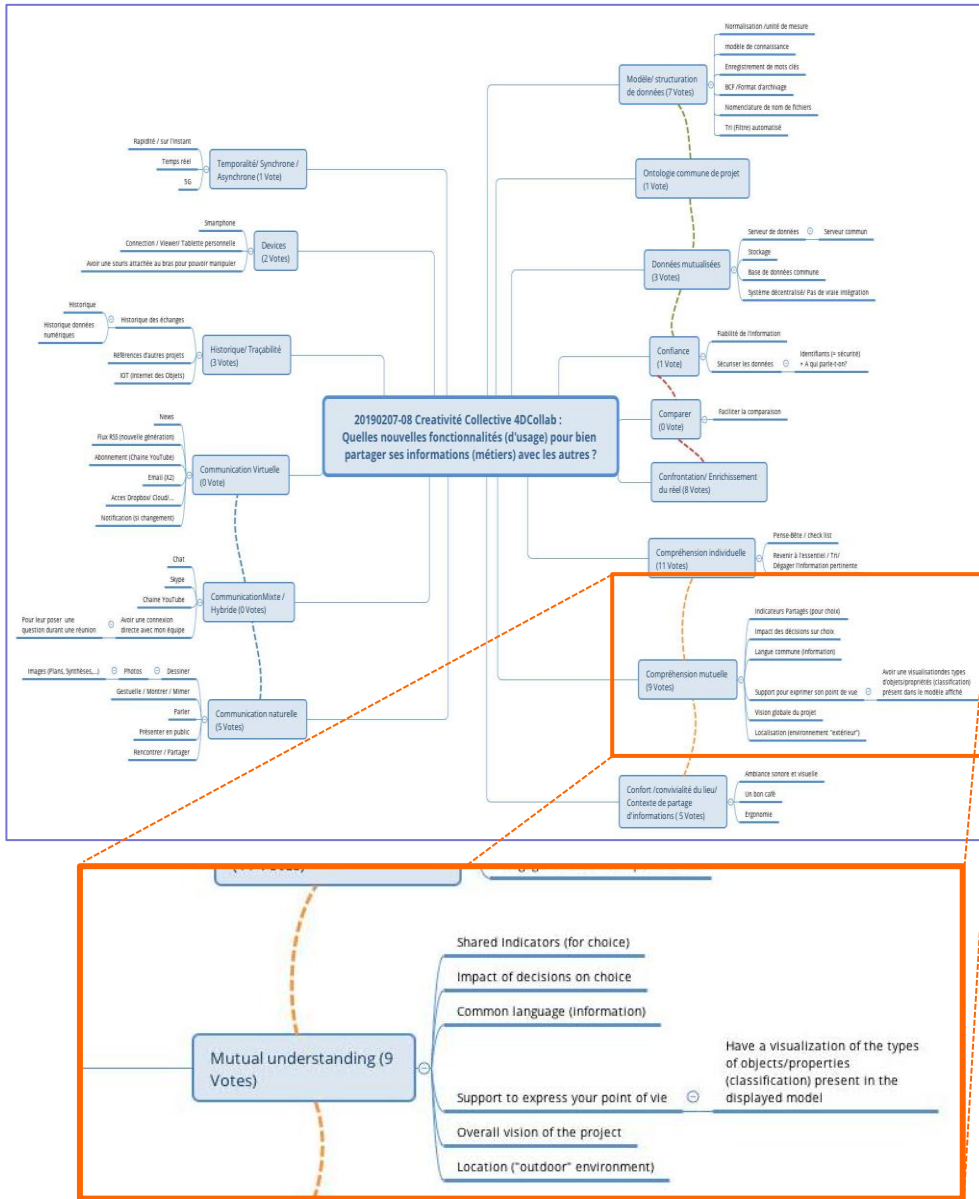 20190207-08 Creativité Collective 4DCollab :
Quelles nouvelles fonctionnalités (d'usage) pour bien
partager ses informations (métiers) avec les autres ?
Rapidité / sur l'instant
Temps réel
5G
Temporalité/ Synchrone /
Asynchrone (1 Vote)
Smartphone
Connection / Viewer/ Tablette personnelle
Avoir une souris attachée au bras pour pouvoir manipuler
Devices
(2 Votes)
Historique
Historique données
numériques
Historique des échanges
Références d'autres projets
IOT (Internet des Objets)
Historique/ Traçabilité
(3 Votes)
News
Flux RSS (nouvelle génération)
Abonnement (Chaine YouTube)
Email (X2)
Acces Dropbox/ Cloud/...
Notification (si changement)
Communication Virtuelle
(0 Vote)
Chat
Skype
Chaine YouTube
Pour leur poser une
question durant une réunion
Avoir une connexion
directe avec mon équipe
CommunicationMixte /
Hybride (0 Votes)
Images (Plans, Synthèses,...)
Photos
Dessiner
Gestuelle / Montrer / Mimer
Parler
Présenter en public
Rencontrer / Partager
Communication naturelle
(5 Votes)
Modèle/ structuration
de données (7 Votes)
Normalisation /unité de mesure
modèle de connaissance
Enregistrement de mots clés
BCF /Format d'archivage
Nomenclature de nom de fichiers
Tri (Filtre) automatisé
Ontologie commune de projet
(1 Vote)
Données mutualisées
(3 Votes)
Serveur de données
Serveur commun
Stockage
Base de données commune
Système décentralisé/ Pas de vraie intégration
Confiance
(1 Vote)
Fiabilité de l'information
Sécuriser les données
Identifiants (= sécurité)
+ A qui parle-t-on?
Comparer
(0 Vote)
Faciliter la comparaison
Confrontation/ Enrichissement
du réel (8 Votes)
Compréhension individuelle
(11 Votes)
Pense-Bête / check list
Revenir à l'essentiel / Tri/
Dégager l'information pertinente
Compréhension mutuelle
(9 Votes)
Indicateurs Partagés (pour choix)
Impact des décisions sur choix
Langue commune (information)
Support pour exprimer son point de vue
Avoir une visualisationdes types
d'objets/propriétés (classification)
présent dans le modèle affiché
Vision globale du projet
Localisation (environnement "extérieur")
Confort /convivialité du lieu/
Contexte de partage
d'informations ( 5 Votes)
Ambiance sonore et visuelle
Un bon café
Ergonomie
Mutual understanding (9
Votes)
Shared Indicators (for choice)
Impact of decisions on choice
Common language (information)
Support to express your point of vie
Have a visualization of the types
of objects/properties
(classification) present in the
displayed model
Overall vision of the project
Location ("outdoor" environment)